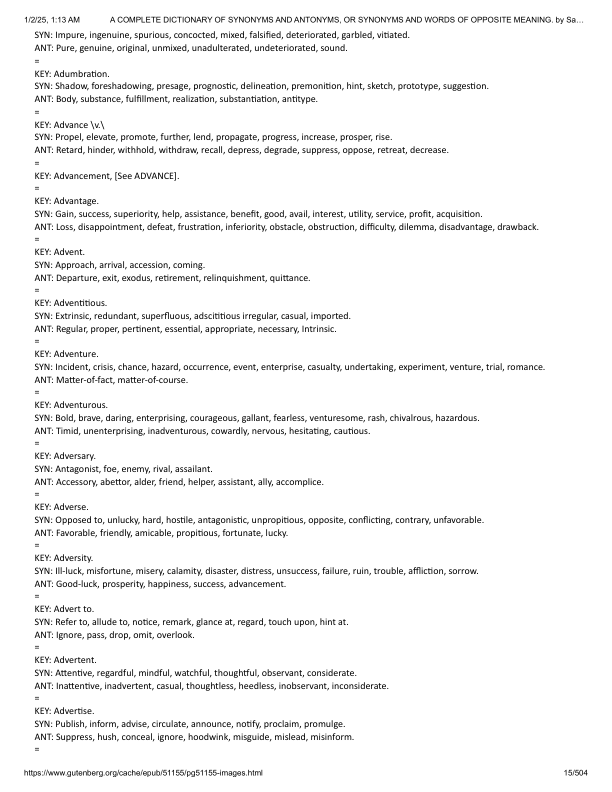 1/2/25, 1:13 AM A COMPLETE DICTIONARY OF SYNONYMS AND ANTONYMS, OR SYNONYMS AND WORDS OF OPPOSITE MEANING. by Sa…
SYN: Impure, ingenuine, spurious, concocted, mixed, falsified, deteriorated, garbled, vitiated.
ANT: Pure, genuine, original, unmixed, unadulterated, undeteriorated, sound.
=
KEY: Adumbration.
SYN: Shadow, foreshadowing, presage, prognostic, delineation, premonition, hint, sketch, prototype, suggestion.
ANT: Body, substance, fulfillment, realization, substantiation, antitype.
=
KEY: Advance \v.\
SYN: Propel, elevate, promote, further, lend, propagate, progress, increase, prosper, rise.
ANT: Retard, hinder, withhold, withdraw, recall, depress, degrade, suppress, oppose, retreat, decrease.
=
KEY: Advancement, [See ADVANCE].
=
KEY: Advantage.
SYN: Gain, success, superiority, help, assistance, benefit, good, avail, interest, utility, service, profit, acquisition.
ANT: Loss, disappointment, defeat, frustration, inferiority, obstacle, obstruction, difficulty, dilemma, disadvantage, drawback.
=
KEY: Advent.
SYN: Approach, arrival, accession, coming.
ANT: Departure, exit, exodus, retirement, relinquishment, quittance.
=
KEY: Adventitious.
SYN: Extrinsic, redundant, superfluous, adscititious irregular, casual, imported.
ANT: Regular, proper, pertinent, essential, appropriate, necessary, Intrinsic.
=
KEY: Adventure.
SYN: Incident, crisis, chance, hazard, occurrence, event, enterprise, casualty, undertaking, experiment, venture, trial, romance.
ANT: Matter-of-fact, matter-of-course.
=
KEY: Adventurous.
SYN: Bold, brave, daring, enterprising, courageous, gallant, fearless, venturesome, rash, chivalrous, hazardous.
ANT: Timid, unenterprising, inadventurous, cowardly, nervous, hesitating, cautious.
=
KEY: Adversary.
SYN: Antagonist, foe, enemy, rival, assailant.
ANT: Accessory, abettor, alder, friend, helper, assistant, ally, accomplice.
=
KEY: Adverse.
SYN: Opposed to, unlucky, hard, hostile, antagonistic, unpropitious, opposite, conflicting, contrary, unfavorable.
ANT: Favorable, friendly, amicable, propitious, fortunate, lucky.
=
KEY: Adversity.
SYN: Ill-luck, misfortune, misery, calamity, disaster, distress, unsuccess, failure, ruin, trouble, affliction, sorrow.
ANT: Good-luck, prosperity, happiness, success, advancement.
=
KEY: Advert to.
SYN: Refer to, allude to, notice, remark, glance at, regard, touch upon, hint at.
ANT: Ignore, pass, drop, omit, overlook.
=
KEY: Advertent.
SYN: Attentive, regardful, mindful, watchful, thoughtful, observant, considerate.
ANT: Inattentive, inadvertent, casual, thoughtless, heedless, inobservant, inconsiderate.
=
KEY: Advertise.
SYN: Publish, inform, advise, circulate, announce, notify, proclaim, promulge.
ANT: Suppress, hush, conceal, ignore, hoodwink, misguide, mislead, misinform.
=
https://www.gutenberg.org/cache/epub/51155/pg51155-images.html 15/504